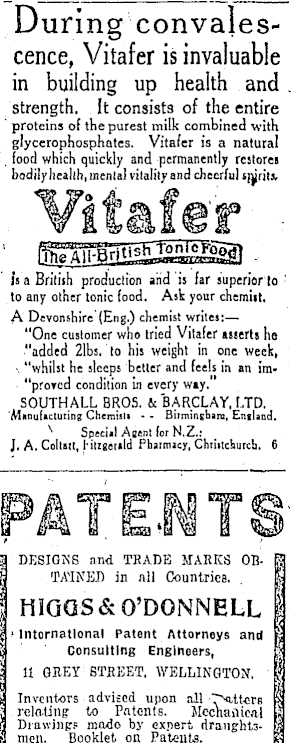 During convales-
cence, Vitafer is invaluable
in building up health and
strength. It consists of the entire
proteins of the purest milk combined with
glycerophosphates. Vitafer is a natural
food which quickly and permanently restores
bodily health, mental vitality and cheerful spirits.
Vitafer
The All-British Tonic Food
is a British production and is far superior to
to any other tonic food. Ask your chemist.
A Devonshire (Eng.) chemist writes:—
"One customer who tried Vitafer asserts he
"added 2lbs. to his weight in one week,
"whilst he sleeps better and feels in an im-
"proved condition in every way."
SOUTHALL BROS. & BARCLAY, LTD.
Manufacturing Chemists - - Birmingham, England.
Special Agent for N.Z.:
J. A. Coltart, Fitzgerald Pharmacy, Christchurch. 6
PATENTS
DESIGNS and TRADE MARKS OB-
TAINED in all Countries.
HIGGS & O'DONNELL
International Patent Attorneys and
Consulting Engineers,
11 GREY STREET, WELLINGTON.
Inventors advised upon all matters
relating to Patents. Mechanical
Drawings made by expert draughts-
men. Booklet on Patents.